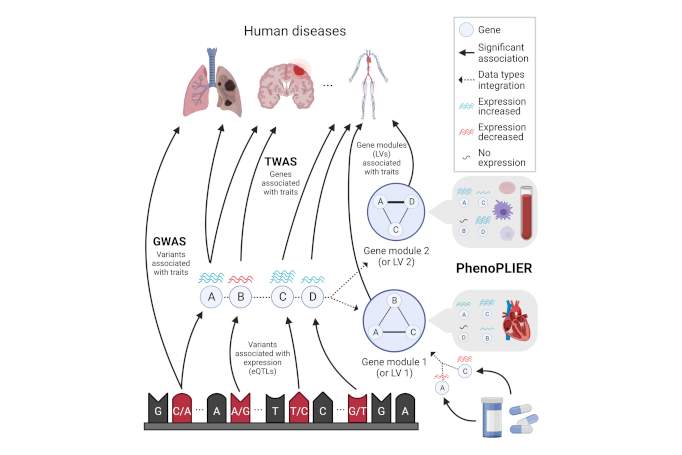 Human diseases
...
Gene
Significant
association
Data types
integration
Expression
increased
Expression
decreased
No
expression
TWAS
Genes
associated
with traits
Gene modules
(LVs)
associated
with traits
GWAS
Variants
associated
with traits
A D
C
Gene module 2
(or LV 2)
A C
B D
PhenoPLIER
A B C D
B
A C
Gene module 1
(or LV 1)
A C
D B
Variants
associated with
expression
(eQTLs)
A C
G C/A ... A A/G ... T T/C C ... G/T G A